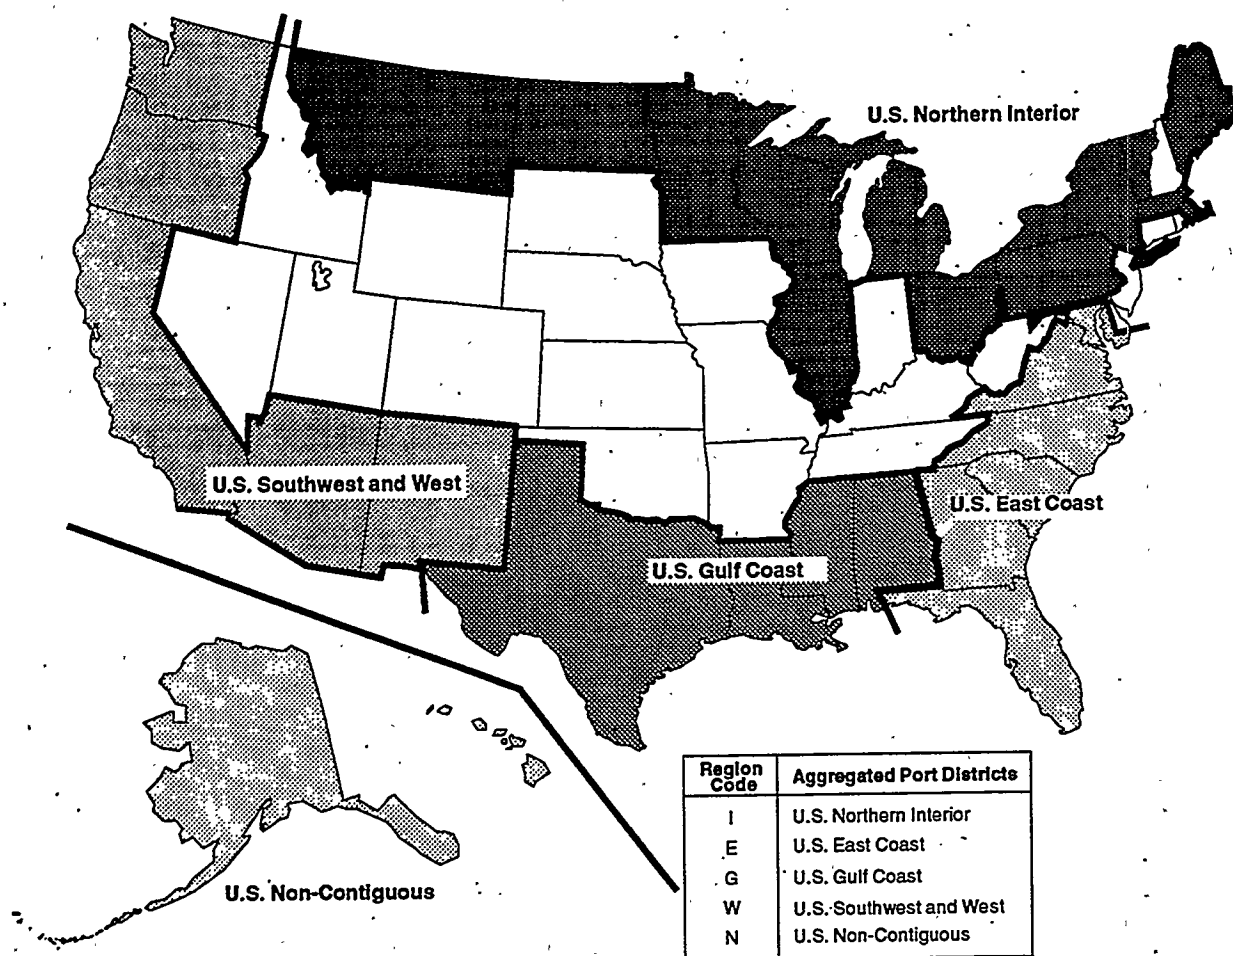 U.S. Northern Interior
U.S. Southwest and West
U.S. East Coast
U.S. Gulf Coast
U.S. Non-Contiguous
Region Code Aggregated Port Districts
I U.S. Northern Interior
E U.S. East Coast
G U.S. Gulf Coast
W U.S. Southwest and West
N U.S. Non-Contiguous